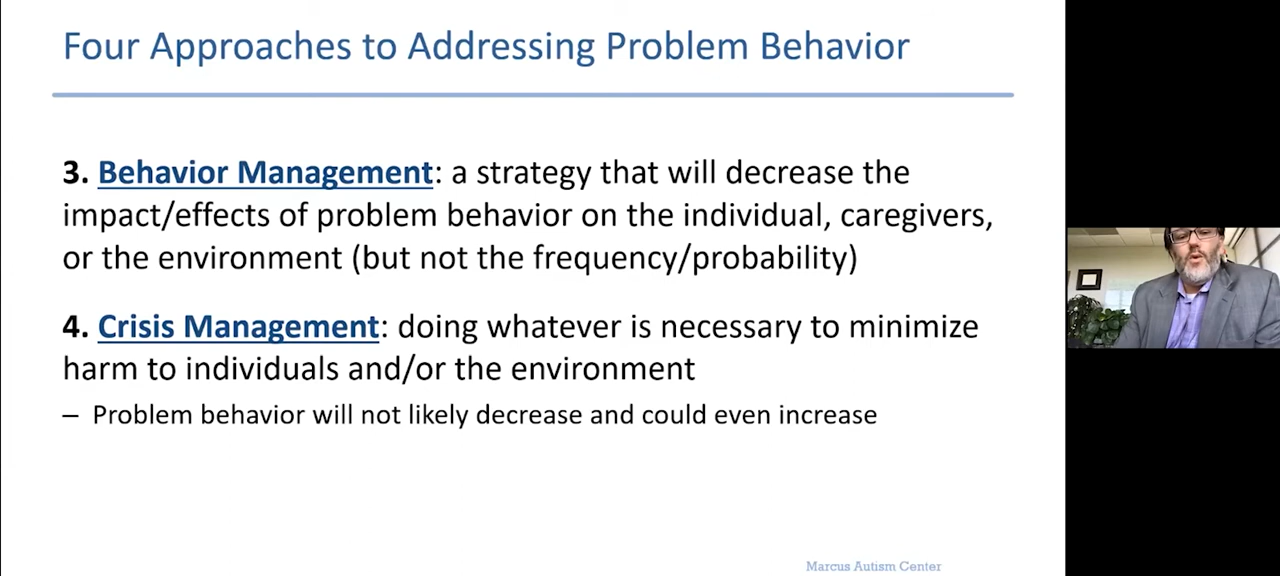 Four Approaches to Addressing Problem Behavior
3. Behavior Management: a strategy that will decrease the
impact/effects of problem behavior on the individual, caregivers,
or the environment (but not the frequency/probability)
4. Crisis Management: doing whatever is necessary to minimize
harm to individuals and/or the environment
– Problem behavior will not likely decrease and could even increase
Marcus Autism Center